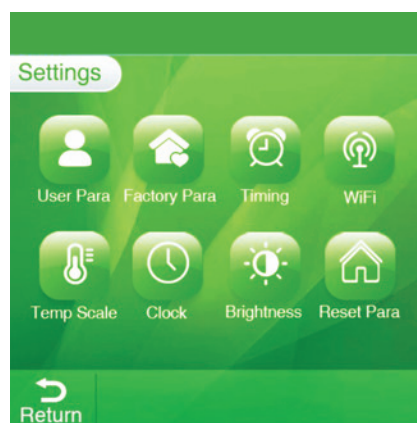 Settings
User Para Factory Para Timing WiFi
Temp Scale Clock Brightness Reset Para
Return